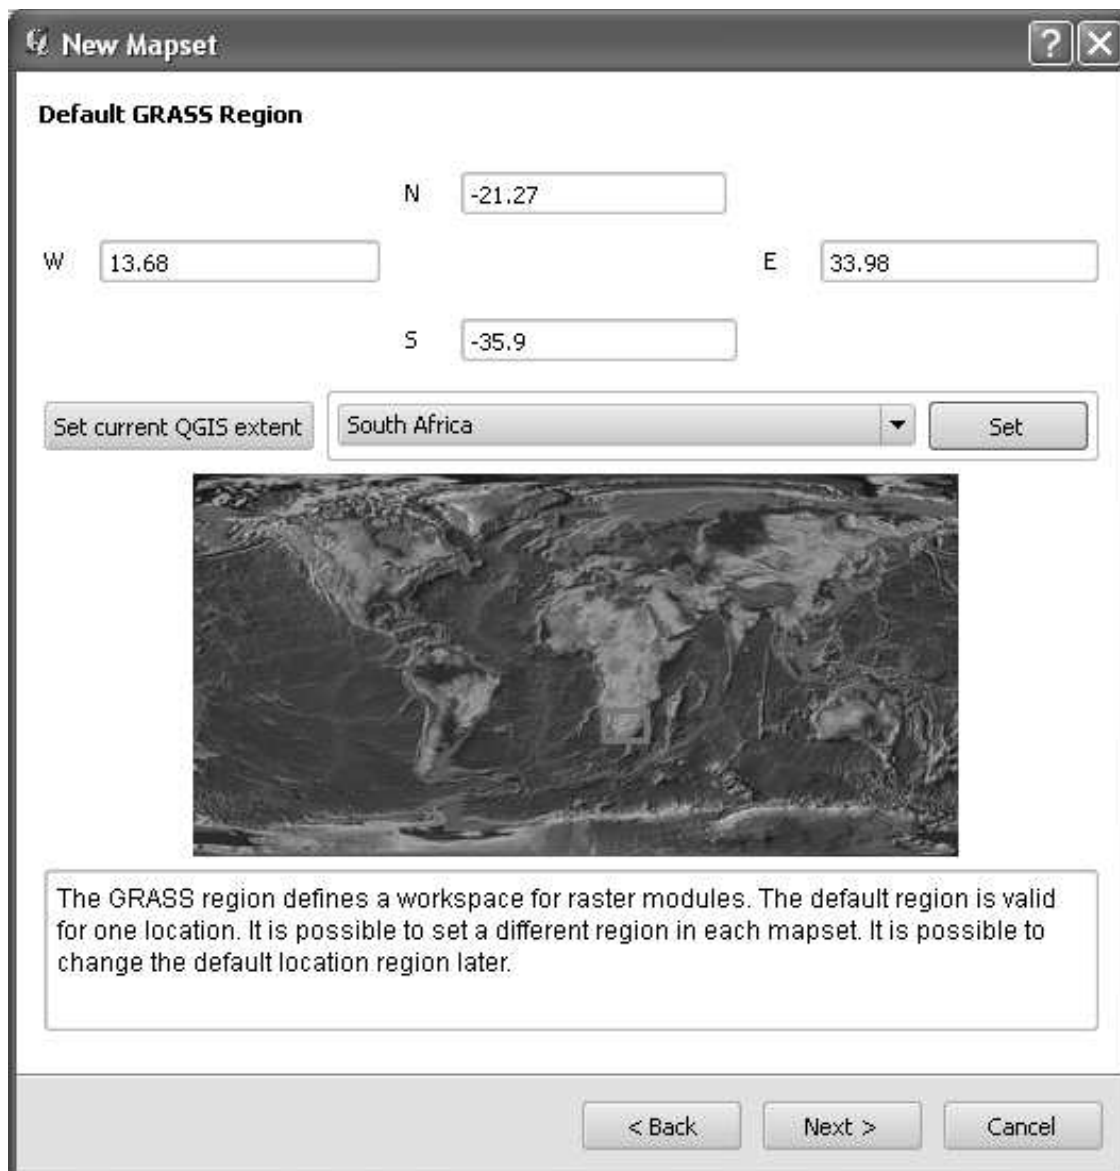 New Mapset
Default GRASS Region
N -21.27
W 13.68 E 33.98
S -35.9
Set current QGIS extent South Africa Set
The GRASS region defines a workspace for raster modules. The default region is valid
for one location. It is possible to set a different region in each mapset. It is possible to
change the default location region later.
< Back Next > Cancel